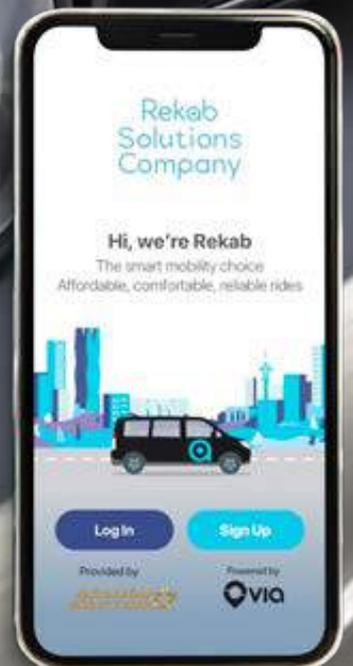 Rekab
Solutions
Company
Hi, we're Rekab
The smart mobility choice
Affordable, comfortable, reliable rides
Log In
Sign Up
Provided by
Powered by
via